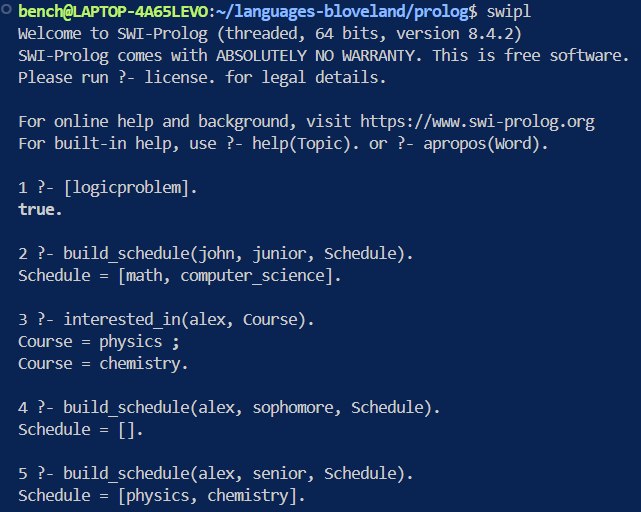 bench@LAPTOP-4A65LEVO:~/languages-bloveland/prolog$ swipl
Welcome to SWI-Prolog (threaded, 64 bits, version 8.4.2)
SWI-Prolog comes with ABSOLUTELY NO WARRANTY. This is free software.
Please run ?- license. for legal details.

For online help and background, visit https://www.swi-prolog.org
For built-in help, use ?- help(Topic). or ?- apropos(Word).

1 ?- [logicproblem].
true.

2 ?- build_schedule(john, junior, Schedule).
Schedule = [math, computer_science].

3 ?- interested_in(alex, Course).
Course = physics ;
Course = chemistry.

4 ?- build_schedule(alex, sophomore, Schedule).
Schedule = [].

5 ?- build_schedule(alex, senior, Schedule).
Schedule = [physics, chemistry].